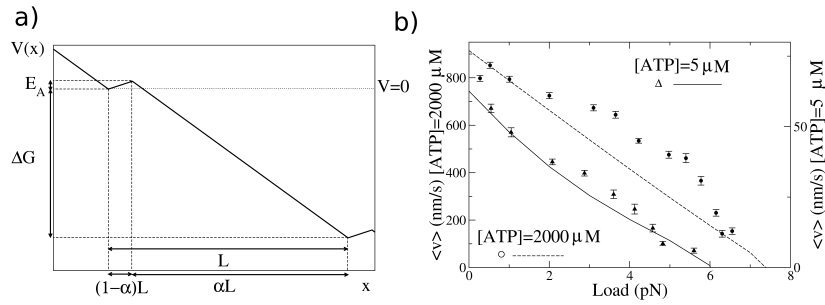 a)
V(x)
E_A
V=0
ΔG
L
(1−α)L
αL
x
b)
<v> (nm/s) [ATP]=2000 μM
800
600
400
200
0
[ATP]=5 μM
Δ
[ATP]=2000 μM
○
0
2
4
6
8
Load (pN)
50
0
<v> (nm/s) [ATP]=5 μM